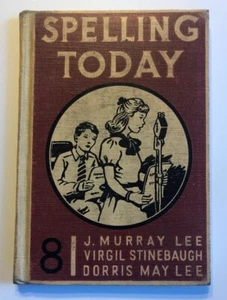 SPELLING
TODAY
8
J. MURRAY LEE
VIRGIL STINEBAUGH
DORRIS MAY LEE